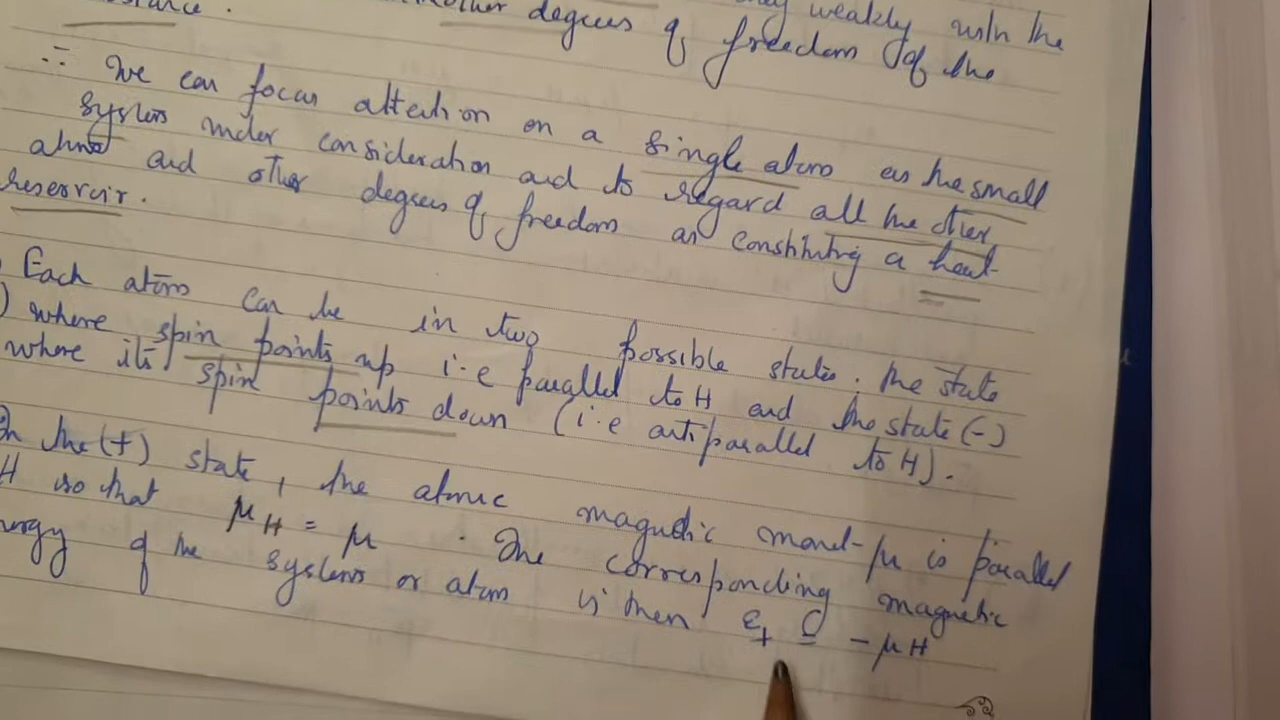 other degrees of freedom of the
weakly with the
∴ We can focus attention on a single atom as the small
system under consideration and to regard all the other
atoms and other degrees of freedom as constituting a heat
reservoir.
Each atom can be in two possible states. the state
) where spin points up i.e parallel to H and the state (-)
where its spin points down (i.e antiparallel to H).
In the (+) state, the atomic magnetic moment μ is parallel
H so that μH = μ. The corresponding magnetic
energy of the system or atom is then ε+ = -μH